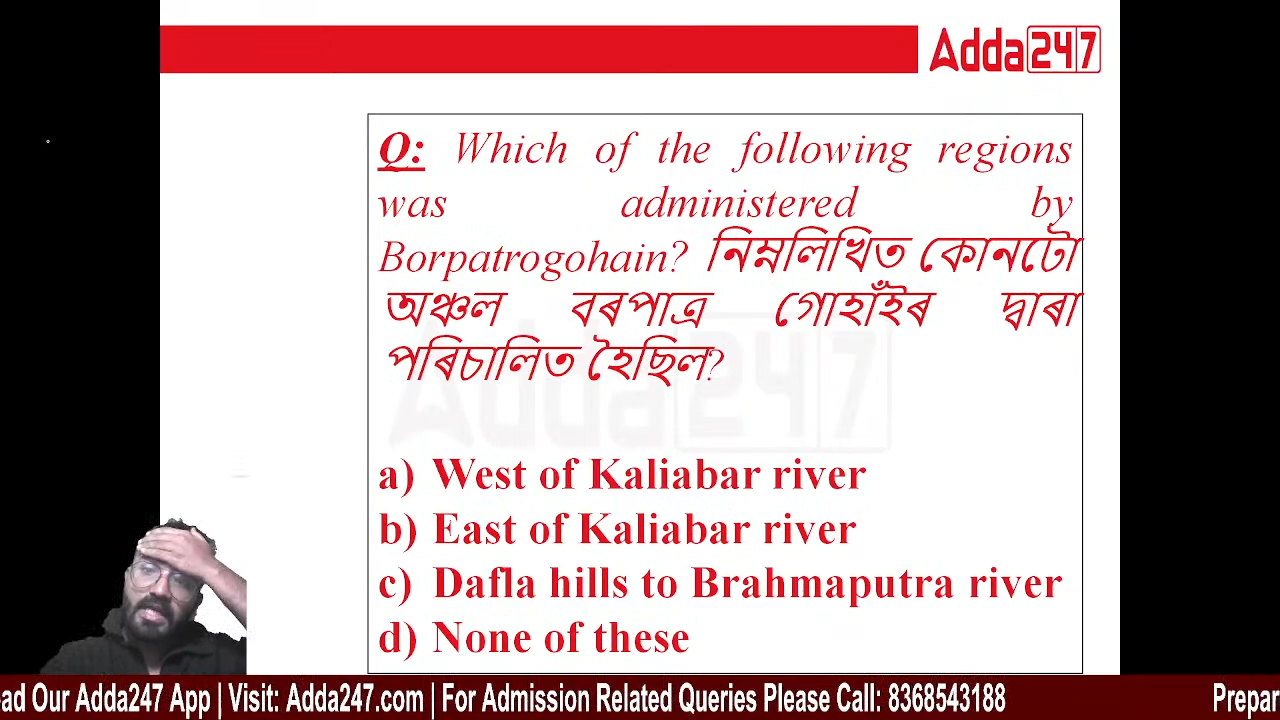 Adda247
Q: Which of the following regions
was administered by
Borpatrogohain? নিম্নলিখিত কোনটো
অঞ্চল বৰপাত্ৰ গোহাঁইৰ দ্বাৰা
পৰিচালিত হৈছিল?
Adda247
a) West of Kaliabar river
b) East of Kaliabar river
c) Dafla hills to Brahmaputra river
d) None of these
ad Our Adda247 App | Visit: Adda247.com | For Admission Related Queries Please Call: 8368543188 Prepar